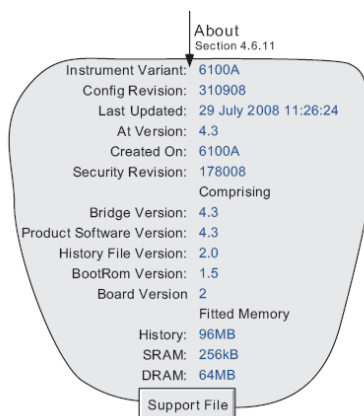 About
Section 4.6.11
Instrument Variant: 6100A
Config Revision: 310908
Last Updated: 29 July 2008 11:26:24
At Version: 4.3
Created On: 6100A
Security Revision: 178008
Comprising
Bridge Version: 4.3
Product Software Version: 4.3
History File Version: 2.0
BootRom Version: 1.5
Board Version 2
Fitted Memory
History: 96MB
SRAM: 256kB
DRAM: 64MB
Support File